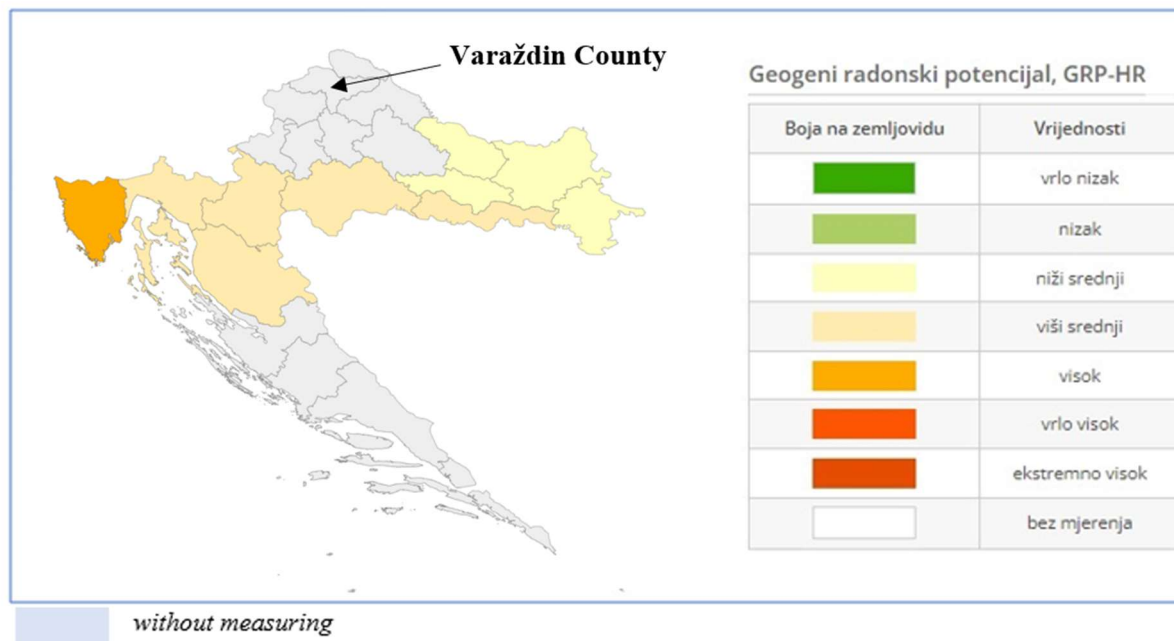 Varaždin County
Geogeni radonski potencijal, GRP-HR
Boja na zemljovidu Vrijednosti
vrlo nizak
nizak
niži srednji
viši srednji
visok
vrlo visok
ekstremno visok
bez mjerenja
without measuring